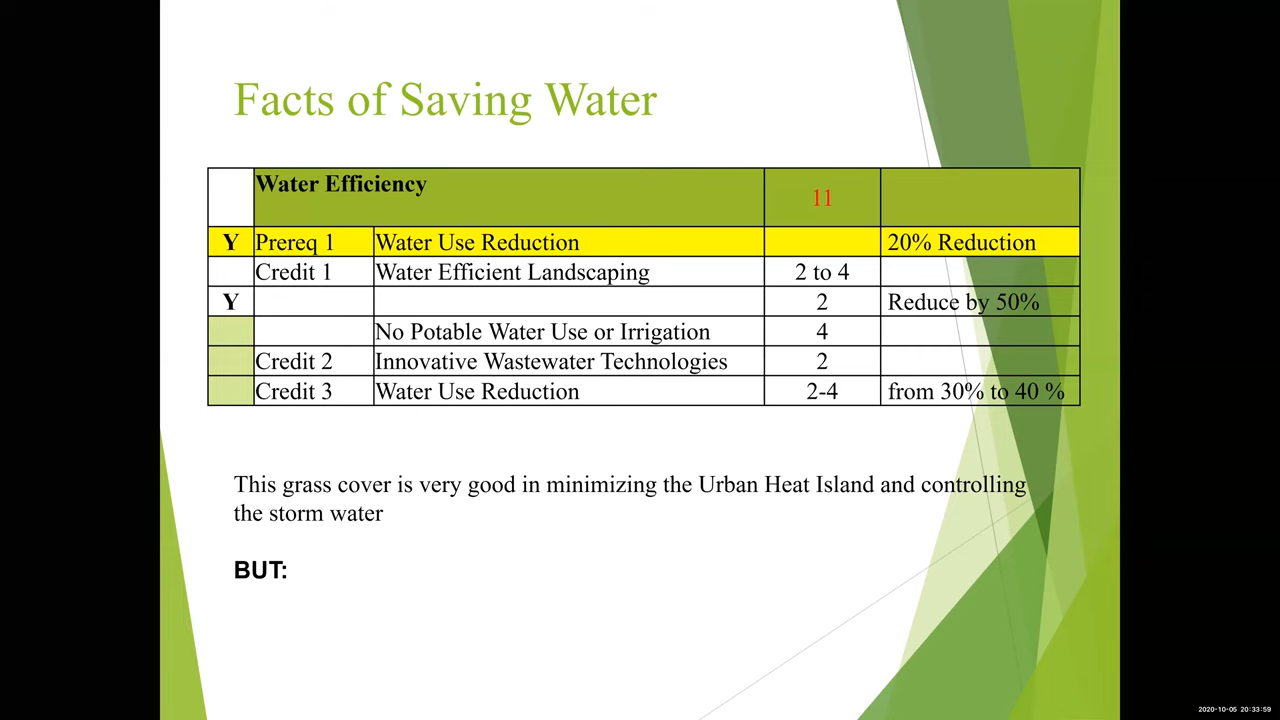 Facts of Saving Water
Water Efficiency 11
Y Prereq 1 Water Use Reduction 20% Reduction
Credit 1 Water Efficient Landscaping 2 to 4
Y 2 Reduce by 50%
No Potable Water Use or Irrigation 4
Credit 2 Innovative Wastewater Technologies 2
Credit 3 Water Use Reduction 2-4 from 30% to 40 %
This grass cover is very good in minimizing the Urban Heat Island and controlling
the storm water
BUT:
2020-10-05 20:33:59